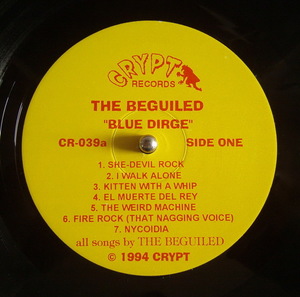 CRYPT
RECORDS
THE BEGUILED
"BLUE DIRGE"
CR-039a SIDE ONE
1. SHE-DEVIL ROCK
2. I WALK ALONE
3. KITTEN WITH A WHIP
4. EL MUERTE DEL REY
5. THE WEIRD MACHINE
6. FIRE ROCK (THAT NAGGING VOICE)
7. NYCOIDIA
all songs by THE BEGUILED
© 1994 CRYPT